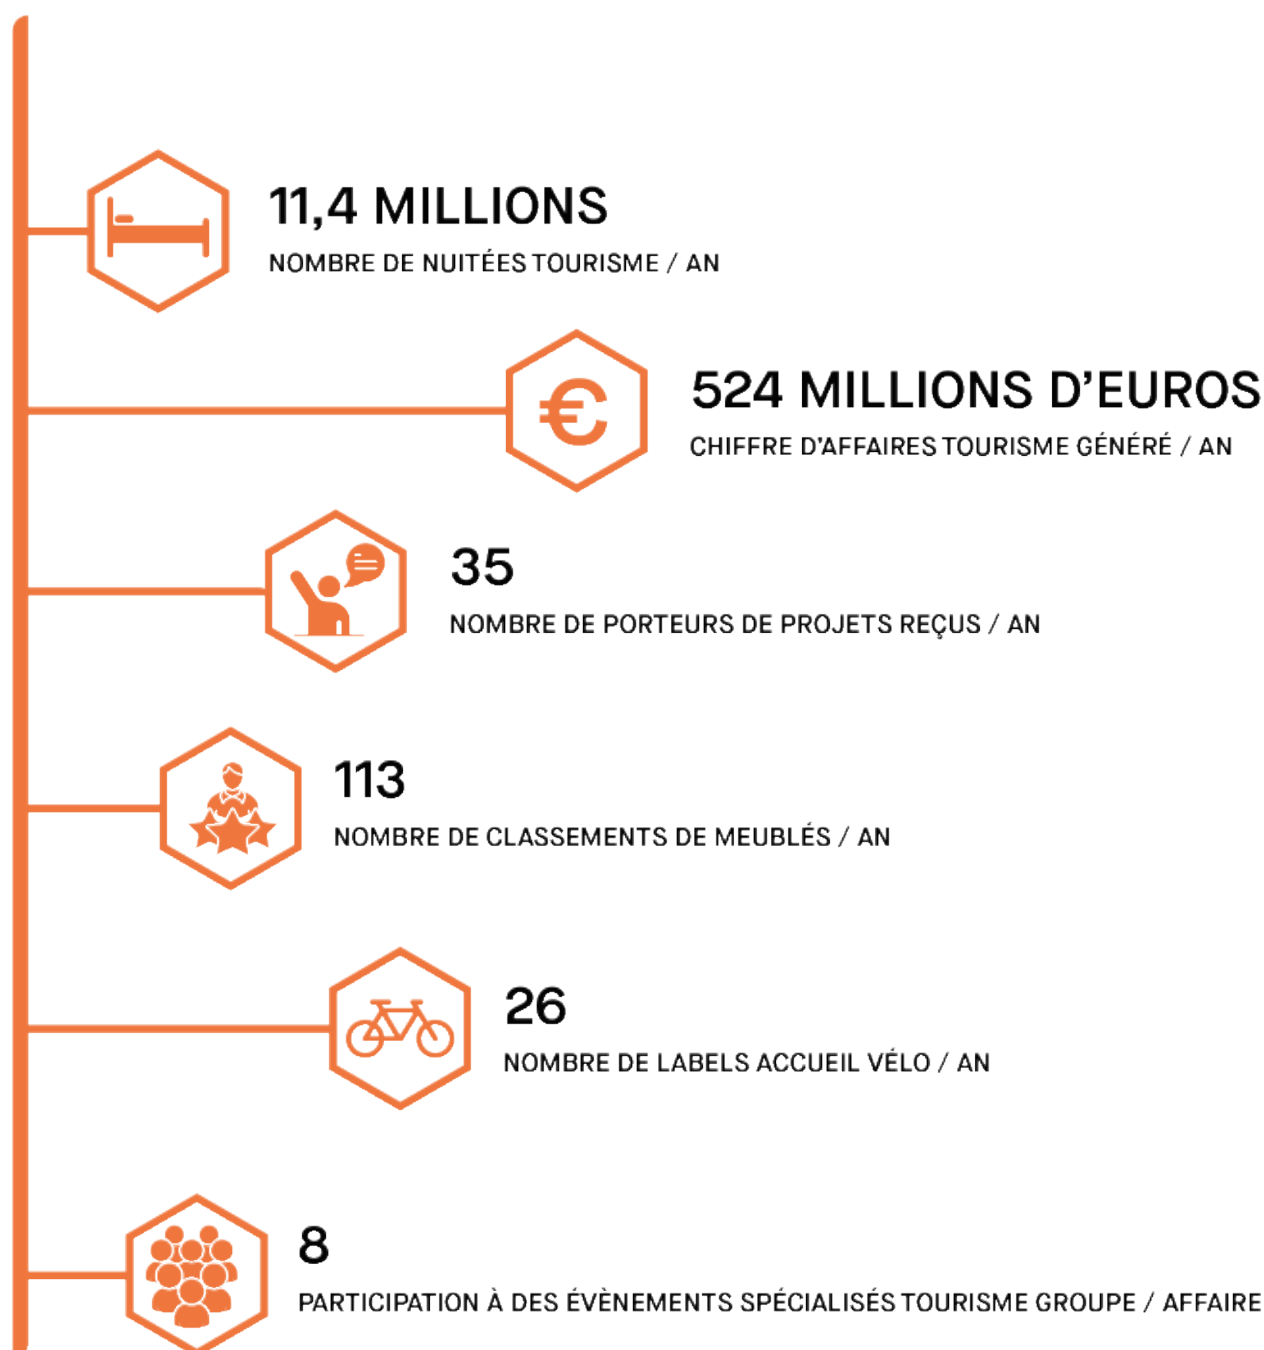 11,4 MILLIONS
NOMBRE DE NUITÉES TOURISME / AN
€
524 MILLIONS D'EUROS
CHIFFRE D'AFFAIRES TOURISME GÉNÉRÉ / AN
35
NOMBRE DE PORTEURS DE PROJETS REÇUS / AN
113
NOMBRE DE CLASSEMENTS DE MEUBLÉS / AN
26
NOMBRE DE LABELS ACCUEIL VÉLO / AN
8
PARTICIPATION À DES ÉVÈNEMENTS SPÉCIALISÉS TOURISME GROUPE / AFFAIRE